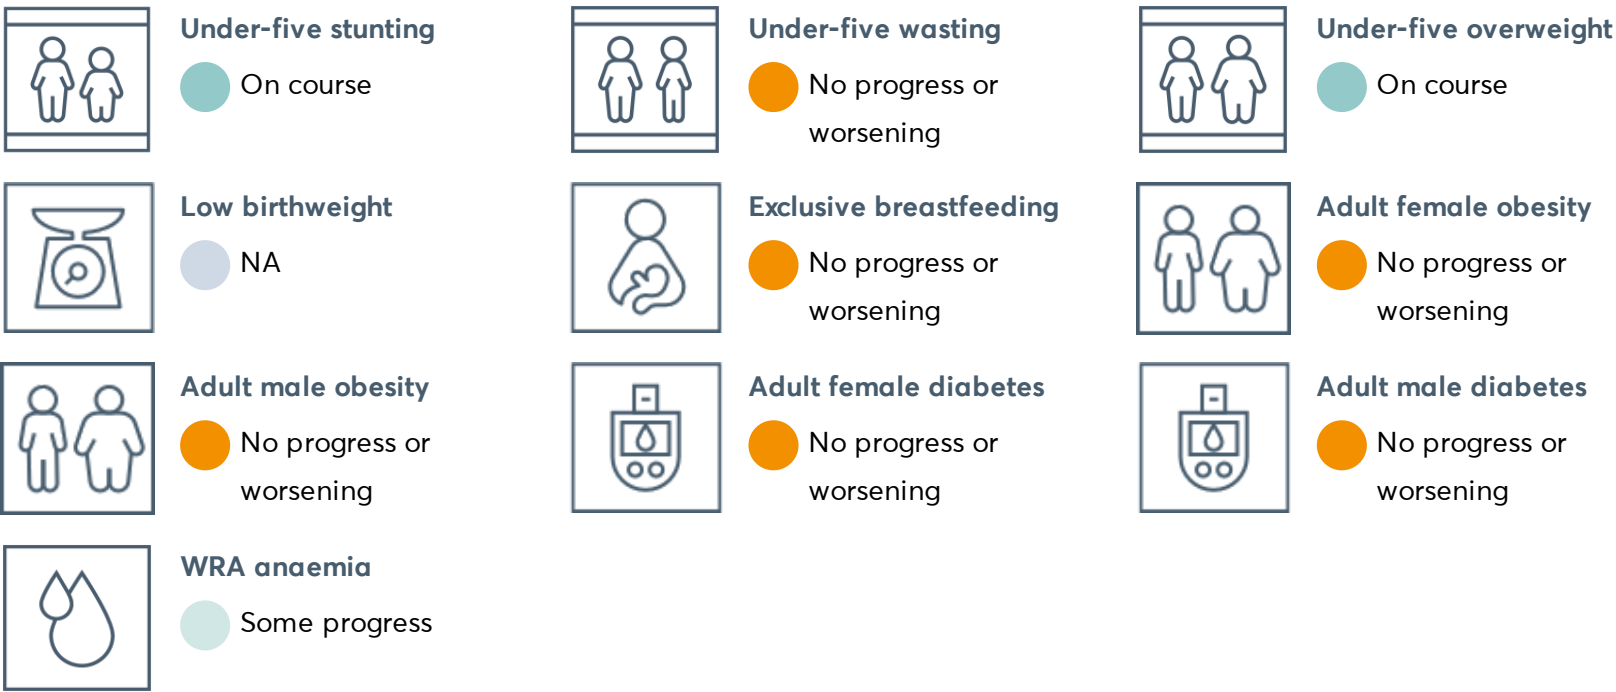 Under-five stunting
On course
Under-five wasting
No progress or
worsening
Under-five overweight
On course
Low birthweight
NA
Exclusive breastfeeding
No progress or
worsening
Adult female obesity
No progress or
worsening
Adult male obesity
No progress or
worsening
Adult female diabetes
No progress or
worsening
Adult male diabetes
No progress or
worsening
WRA anaemia
Some progress